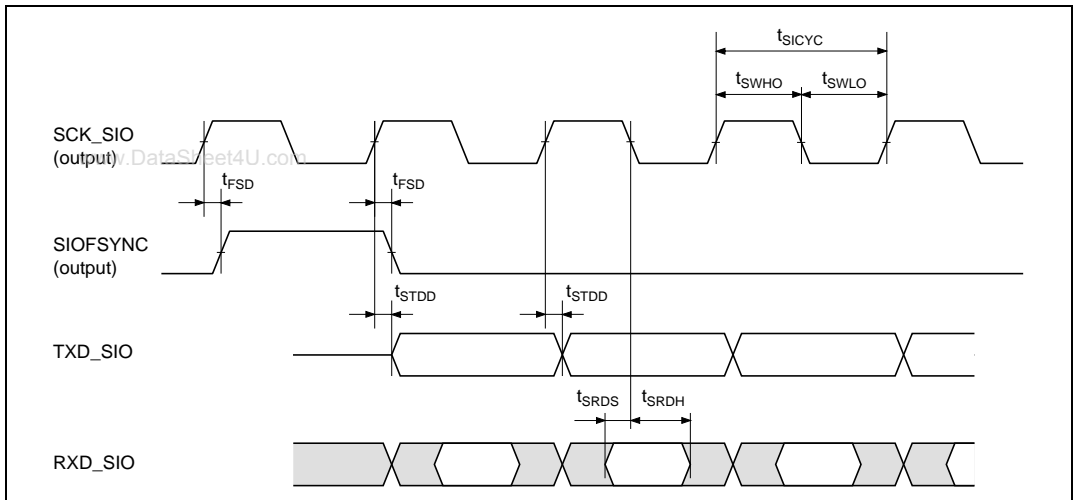 tSICYC
tSWHO tSWLO
SCK_SIO
(output)
www.DataSheet4U.com
tFSD tFSD
SIOFSYNC
(output)
tSTDD tSTDD
TXD_SIO
tSRDS tSRDH
RXD_SIO